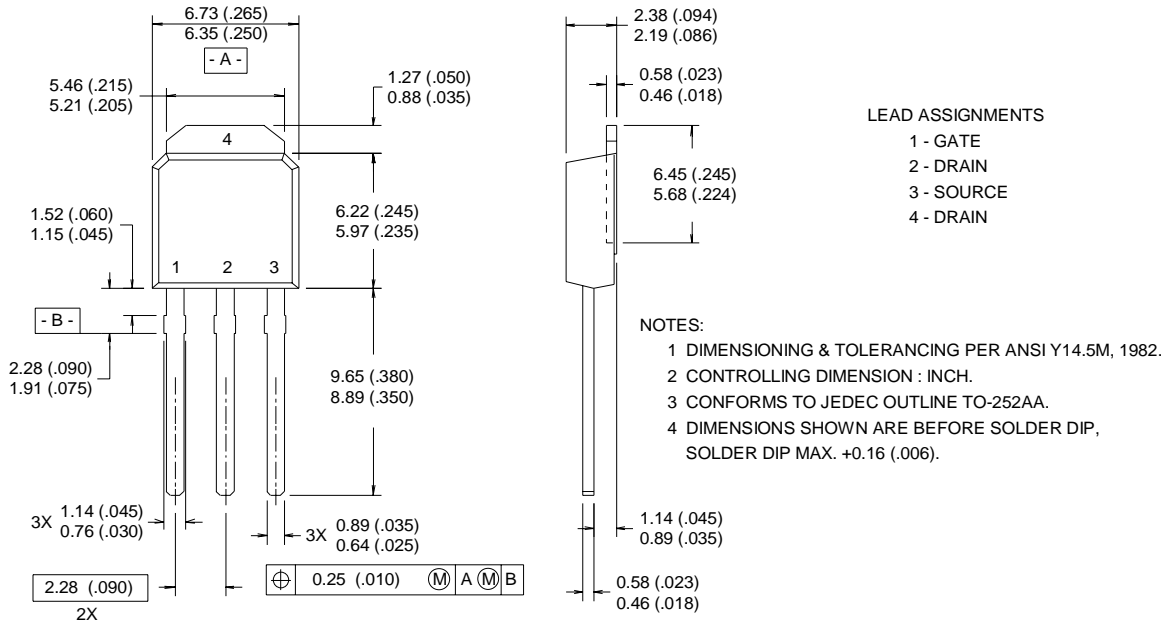 6.73 (.265)
6.35 (.250)
- A -
5.46 (.215)
5.21 (.205)
1.27 (.050)
0.88 (.035)
4
6.22 (.245)
5.97 (.235)
1.52 (.060)
1.15 (.045)
1 2 3
- B -
2.28 (.090)
1.91 (.075)
9.65 (.380)
8.89 (.350)
3X
1.14 (.045)
0.76 (.030)
3X
0.89 (.035)
0.64 (.025)
2.28 (.090)
2X
0.25 (.010) M A M B
2.38 (.094)
2.19 (.086)
0.58 (.023)
0.46 (.018)
6.45 (.245)
5.68 (.224)
1.14 (.045)
0.89 (.035)
0.58 (.023)
0.46 (.018)
LEAD ASSIGNMENTS
1 - GATE
2 - DRAIN
3 - SOURCE
4 - DRAIN
NOTES:
1 DIMENSIONING & TOLERANCING PER ANSI Y14.5M, 1982.
2 CONTROLLING DIMENSION : INCH.
3 CONFORMS TO JEDEC OUTLINE TO-252AA.
4 DIMENSIONS SHOWN ARE BEFORE SOLDER DIP,
SOLDER DIP MAX. +0.16 (.006).